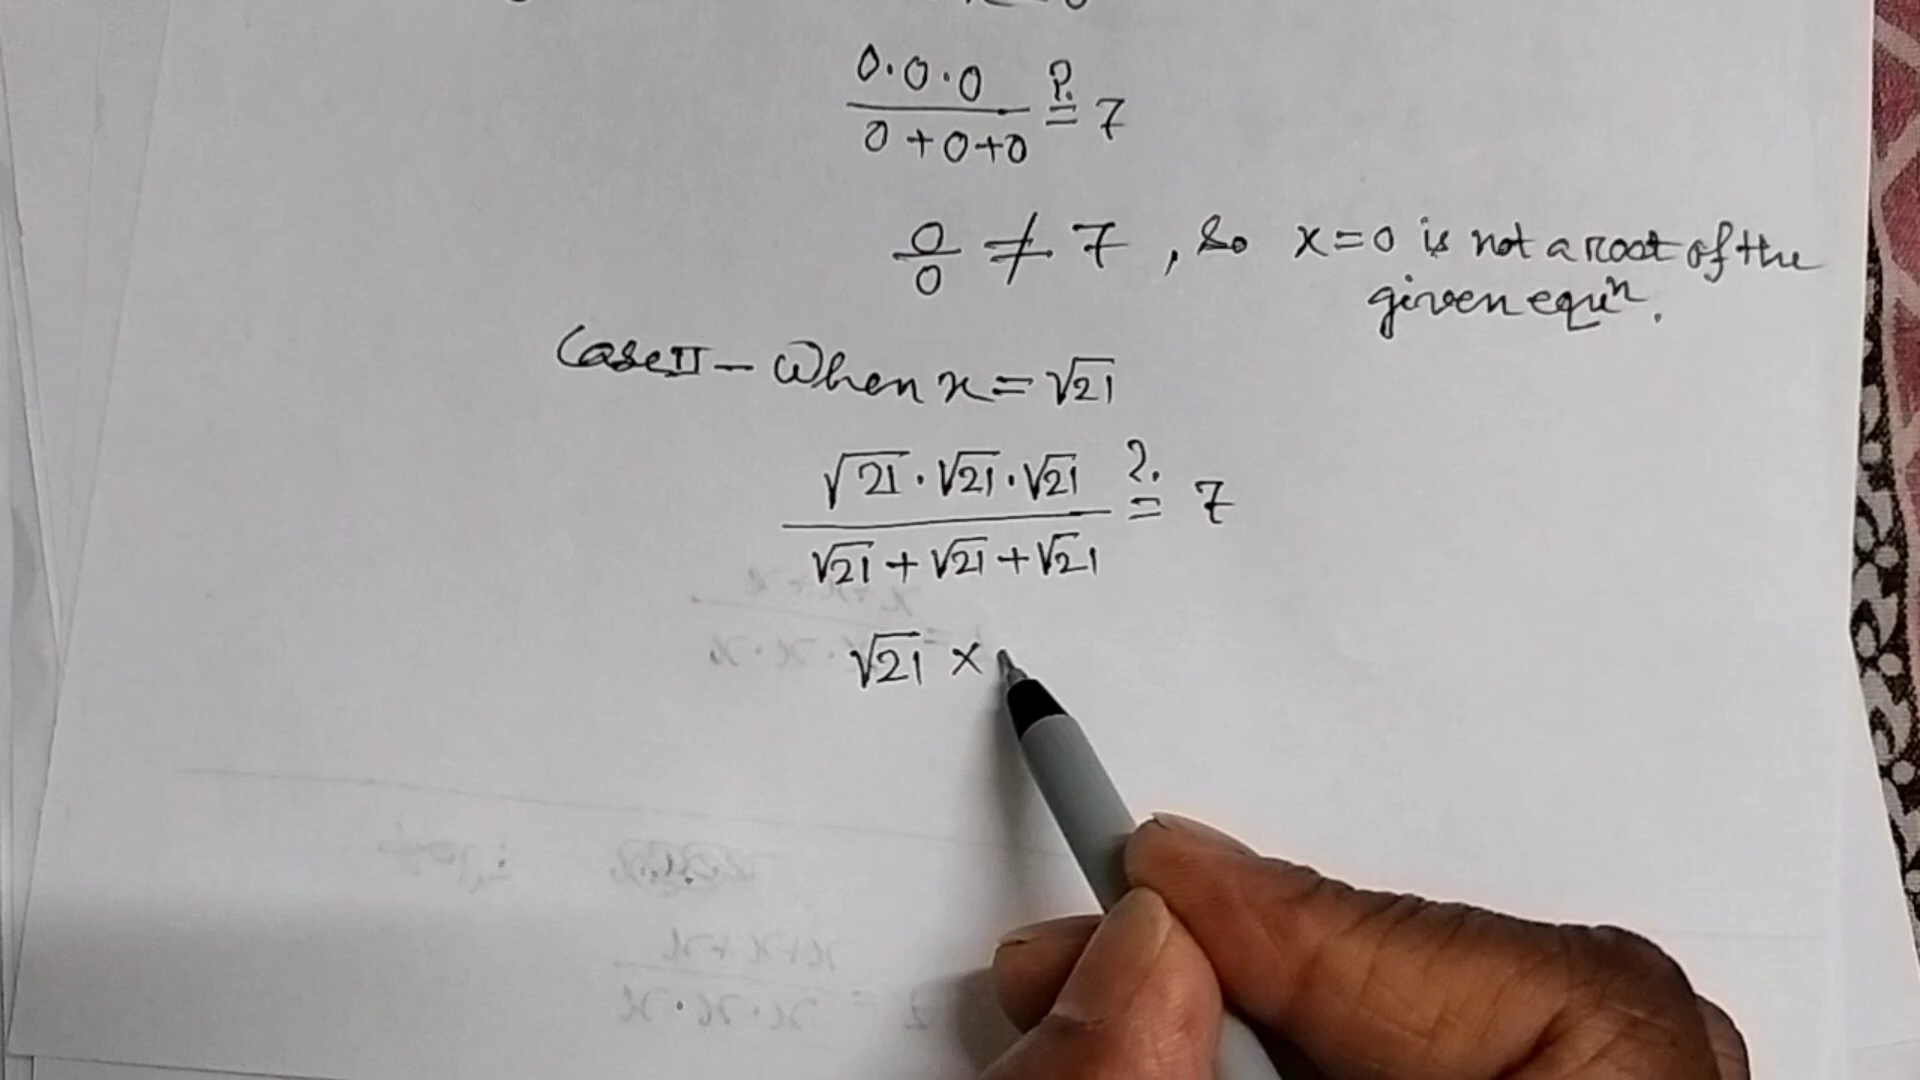 0·0·0 / 0+0+0 ?= 7
0/0 ≠ 7, So x=0 is not a root of the
given equⁿ.
Case II – When x = √21
√21·√21·√21 / √21+√21+√21 ?= 7
√21 ×